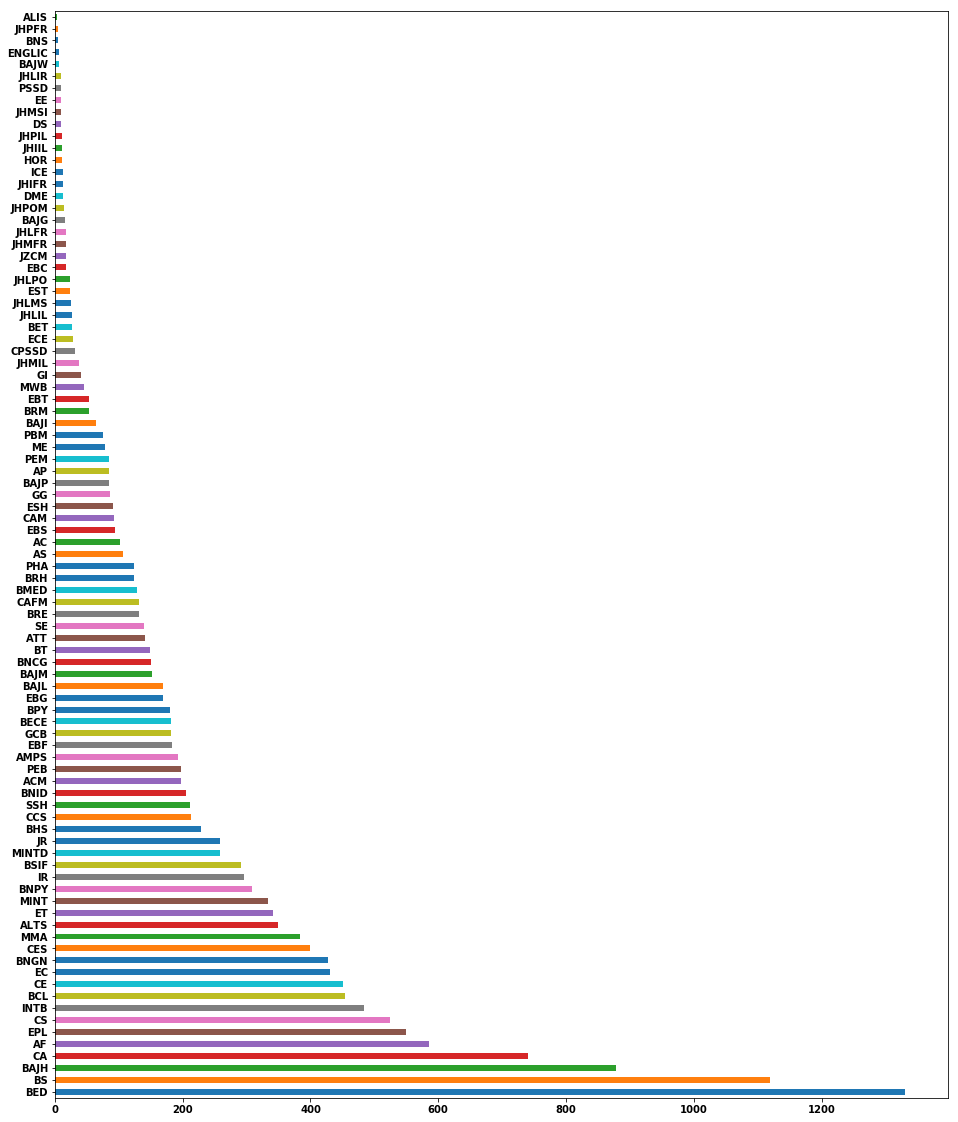 ALIS
JHPFR
BNS
ENGLIC
BAJW
JHLIR
PSSD
EE
JHMSI
DS
JHPIL
JHIIL
HOR
ICE
JHIFR
DME
JHPOM
BAJG
JHLFR
JHMFR
JZCM
EBC
JHLPO
EST
JHLMS
JHLIL
BET
ECE
CPSSD
JHMIL
GI
MWB
EBT
BRM
BAJI
PBM
ME
PEM
AP
BAJP
GG
ESH
CAM
EBS
AC
AS
PHA
BRH
BMED
CAFM
BRE
SE
ATT
BT
BNCG
BAJM
BAJL
EBG
BPY
BECE
GCB
EBF
AMPS
PEB
ACM
BNID
SSH
CCS
BHS
JR
MINTD
BSIF
IR
BNPY
MINT
ET
ALTS
MMA
CES
BNGN
EC
CE
BCL
INTB
CS
EPL
AF
CA
BAJH
BS
BED
0 200 400 600 800 1000 1200